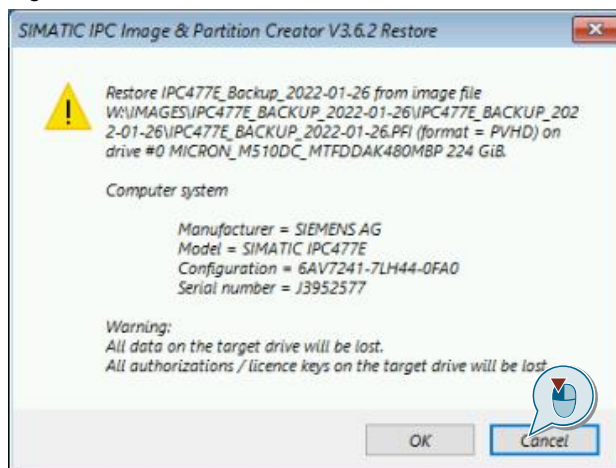 SIMATIC IPC Image & Partition Creator V3.6.2 Restore
Restore IPC477E_Backup_2022-01-26 from image file
W:\IMAGES\IPC477E_BACKUP_2022-01-26\IPC477E_BACKUP_202
2-01-26\IPC477E_BACKUP_2022-01-26.PFI (format = PVHD) on
drive #0 MICRON_M510DC_MTFDDAK480MBP 224 GiB.
Computer system
Manufacturer = SIEMENS AG
Model = SIMATIC IPC477E
Configuration = 6AV7241-7LH44-0FA0
Serial number = J3952577
Warning:
All data on the target drive will be lost.
All authorizations / licence keys on the target drive will be lost
OK
Cancel